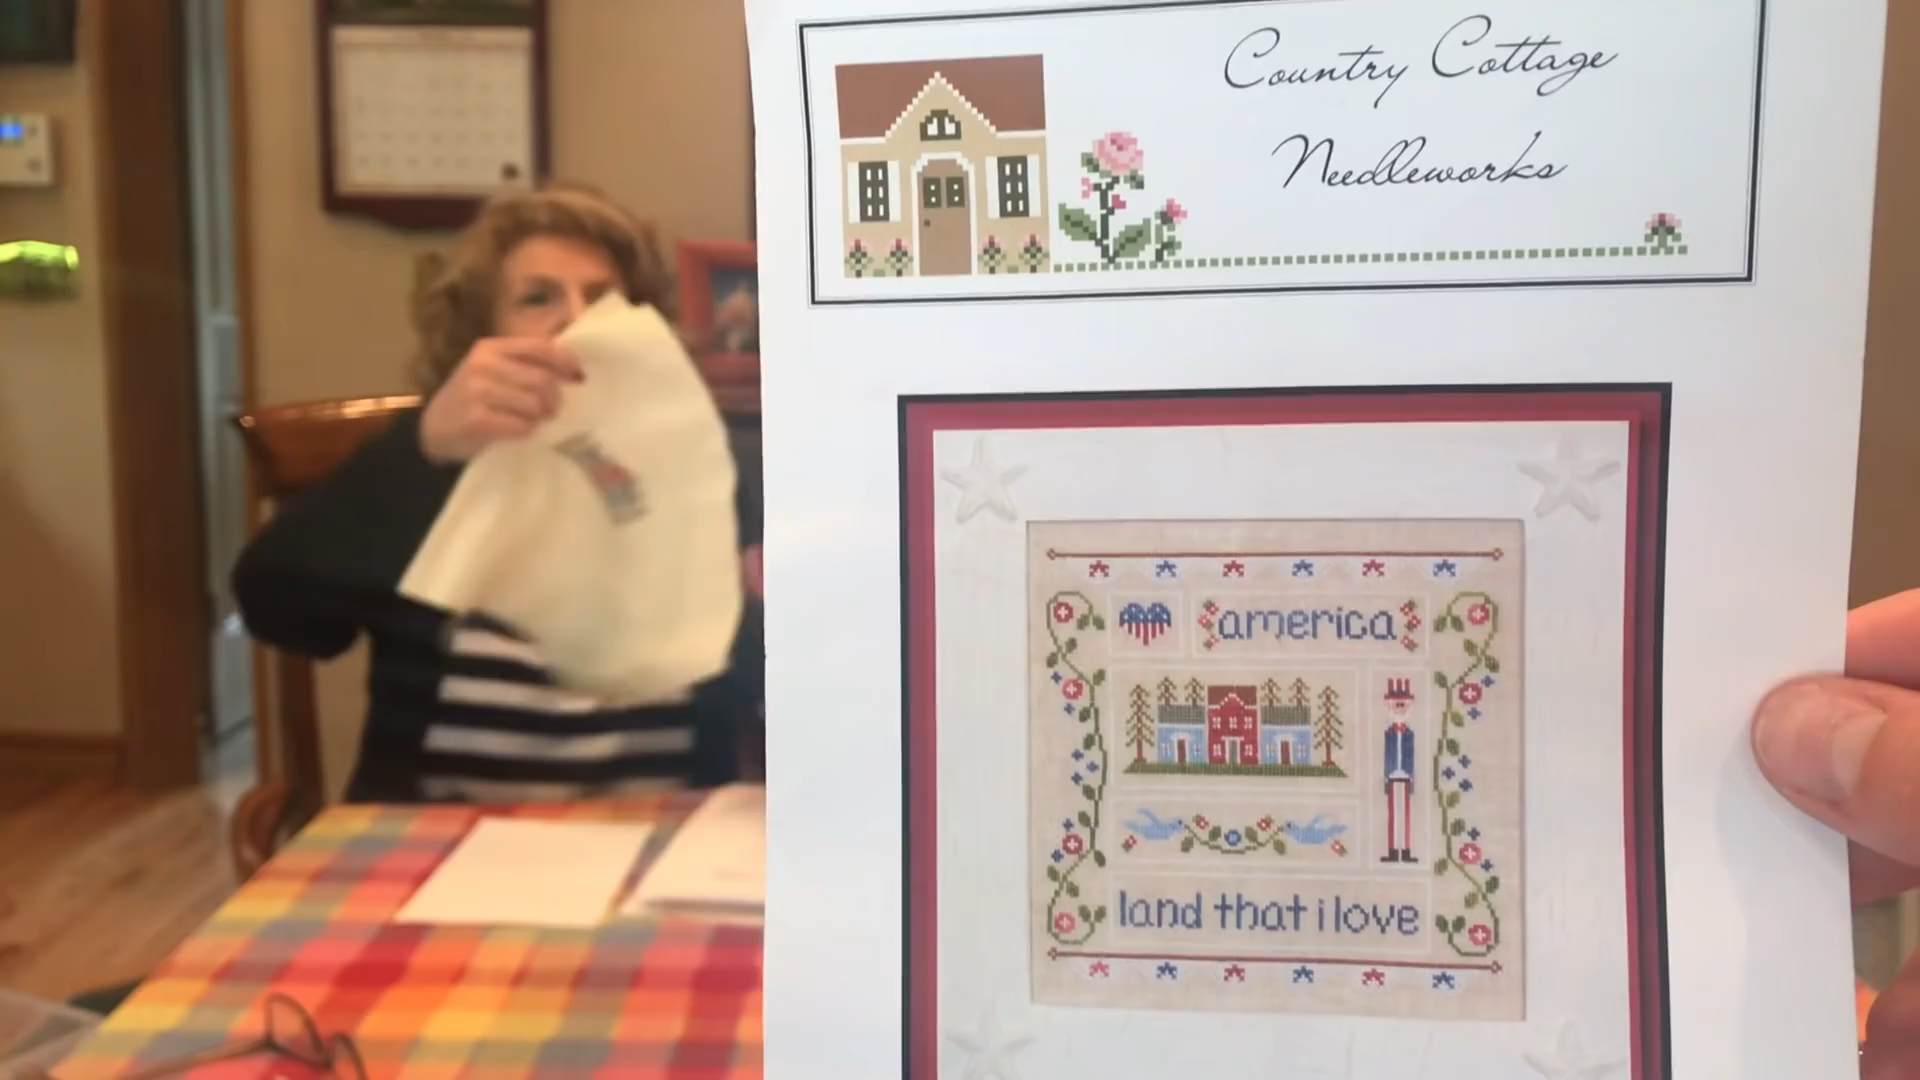 Country Cottage
Needleworks
america
land that i love